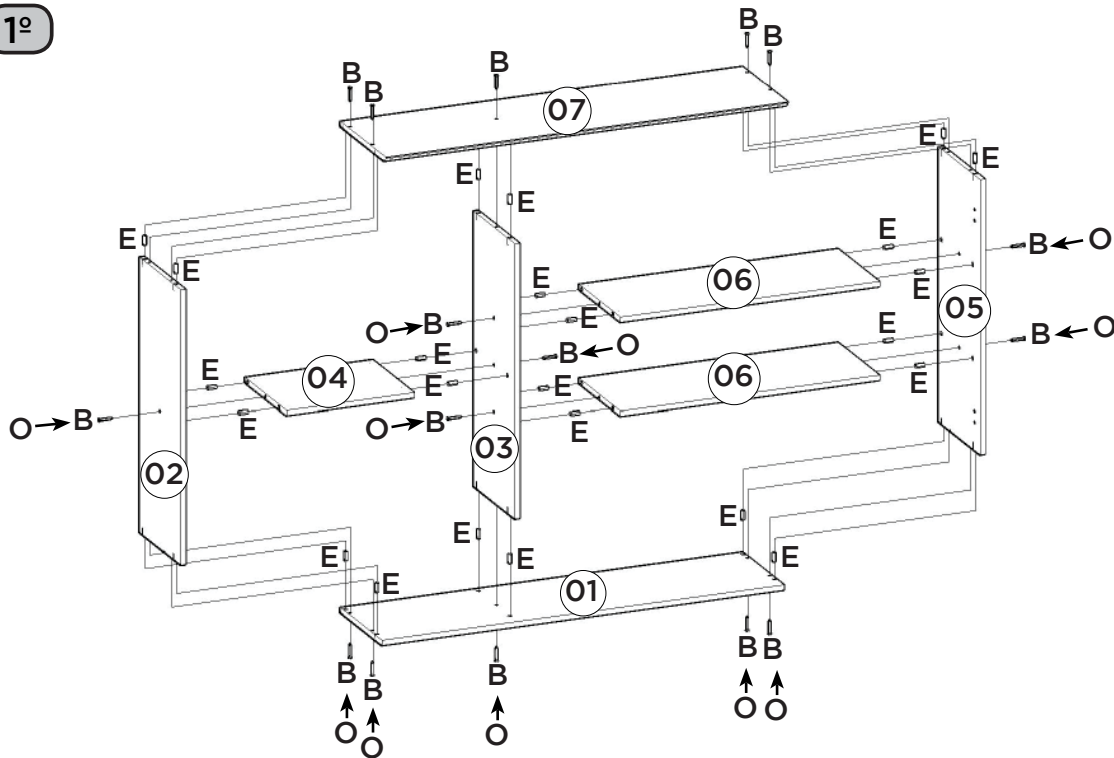 1º
B B
B B B
07
E E
E E
E E
E B ← O
06 E
E E 05
O → B E
E B ← O E B ← O
04 E 06 E
E E E
O → B E O → B E
02 03
E E
E E E E
01
B B B B B
O O O O O